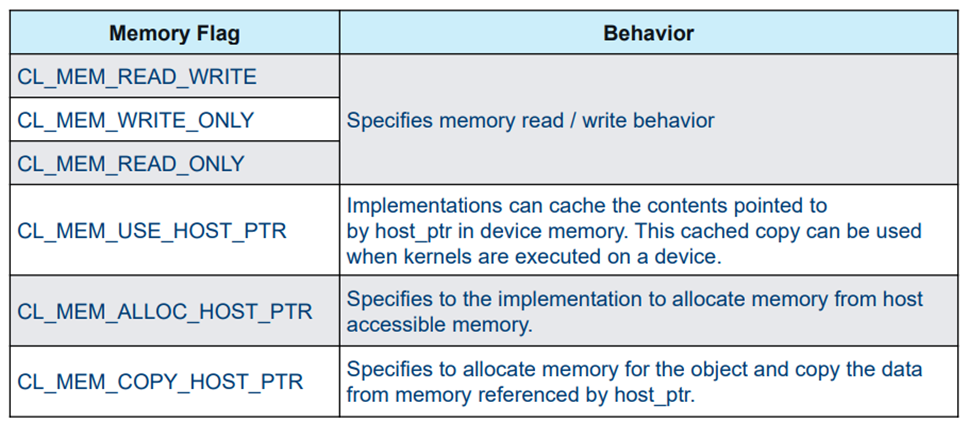 Memory Flag Behavior
CL_MEM_READ_WRITE
CL_MEM_WRITE_ONLY
CL_MEM_READ_ONLY
Specifies memory read / write behavior
CL_MEM_USE_HOST_PTR
Implementations can cache the contents pointed to
by host_ptr in device memory. This cached copy can be used
when kernels are executed on a device.
CL_MEM_ALLOC_HOST_PTR
Specifies to the implementation to allocate memory from host
accessible memory.
CL_MEM_COPY_HOST_PTR
Specifies to allocate memory for the object and copy the data
from memory referenced by host_ptr.